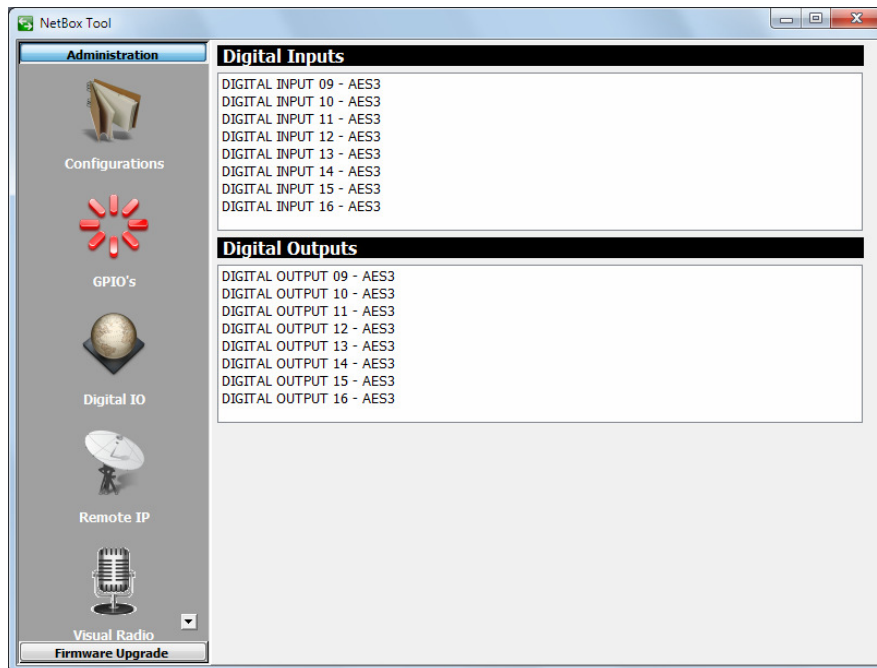 NetBox Tool
Administration
Configurations
GPIO's
Digital IO
Remote IP
Visual Radio
Firmware Upgrade
Digital Inputs
DIGITAL INPUT 09 - AES3
DIGITAL INPUT 10 - AES3
DIGITAL INPUT 11 - AES3
DIGITAL INPUT 12 - AES3
DIGITAL INPUT 13 - AES3
DIGITAL INPUT 14 - AES3
DIGITAL INPUT 15 - AES3
DIGITAL INPUT 16 - AES3
Digital Outputs
DIGITAL OUTPUT 09 - AES3
DIGITAL OUTPUT 10 - AES3
DIGITAL OUTPUT 11 - AES3
DIGITAL OUTPUT 12 - AES3
DIGITAL OUTPUT 13 - AES3
DIGITAL OUTPUT 14 - AES3
DIGITAL OUTPUT 15 - AES3
DIGITAL OUTPUT 16 - AES3